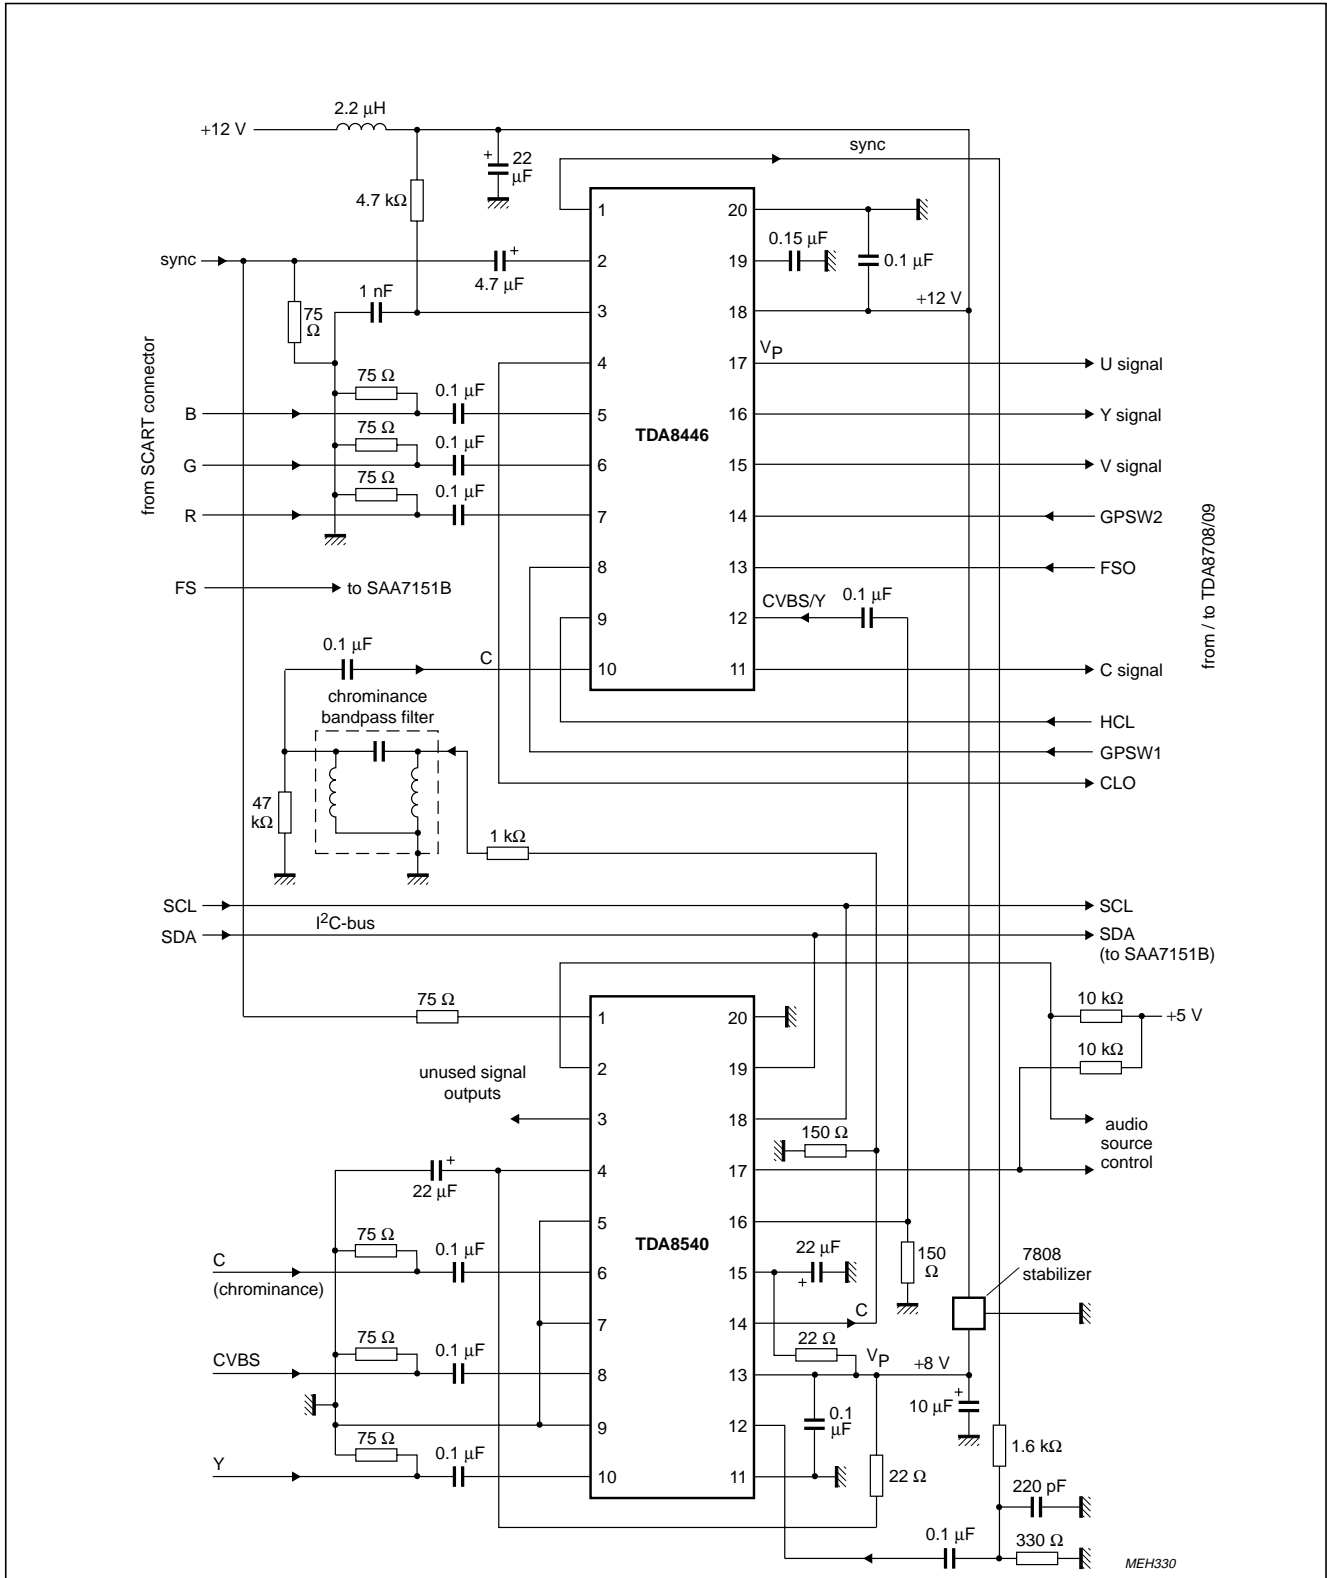 2.2 μH
+12 V
sync
+ 22
μF
4.7 kΩ
1
20
0.15 μF
sync
+
4.7 μF
2
19
0.1 μF
1 nF
+12 V
75
Ω
3
18
VP
4
17
U signal
75 Ω
0.1 μF
B
5
16
Y signal
TDA8446
75 Ω
0.1 μF
G
6
15
V signal
75 Ω
0.1 μF
R
7
14
GPSW2
from SCART connector
8
13
FSO
FS
to SAA7151B
CVBS/Y
0.1 μF
9
12
0.1 μF
C
10
11
C signal
from / to TDA8708/09
chrominance
bandpass filter
HCL
GPSW1
CLO
47
kΩ
1 kΩ
SCL
SCL
I2C-bus
SDA
SDA
(to SAA7151B)
75 Ω
10 kΩ
1
20
+5 V
10 kΩ
2
19
unused signal
outputs
3
18
audio
source
control
150 Ω
+
22 μF
4
17
5
16
TDA8540
75 Ω
0.1 μF
22 μF
150
Ω
7808
stabilizer
C
(chrominance)
6
15
+
C
7
14
22 Ω
75 Ω
0.1 μF
VP
+8 V
CVBS
8
13
+
10 μF
0.1
μF
9
12
75 Ω
0.1 μF
1.6 kΩ
Y
10
11
22 Ω
220 pF
0.1 μF
330 Ω
MEH330